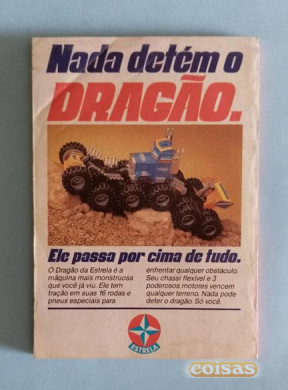 Nada detém o
DRAGÃO.
Ele passa por cima de tudo.
O Dragão da Estrela é a
máquina mais monstruosa
que você já viu. Ele tem
tração em suas 16 rodas e
pneus especiais para
enfrentar qualquer obstáculo.
Seu chassi flexível e 3
poderosos motores vencem
qualquer terreno. Nada pode
deter o dragão. Só você.
ESTRELA
coisas